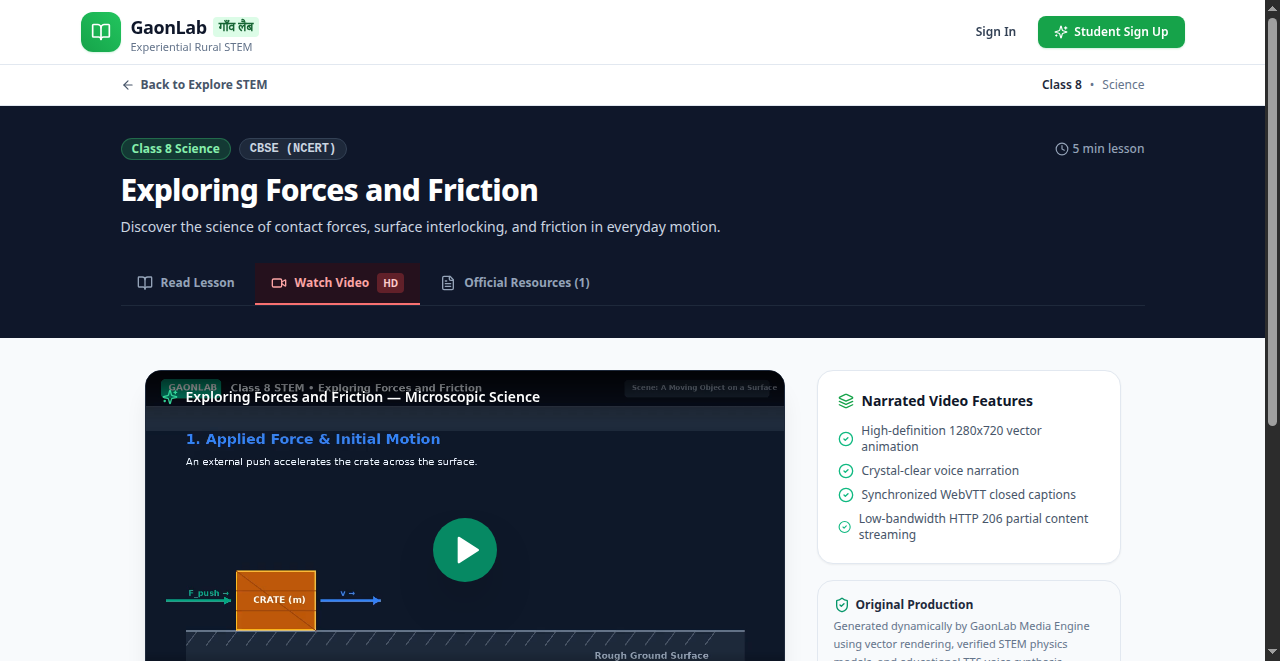 GaonLab गाँव लैब
Experiential Rural STEM
Sign In
Student Sign Up
Back to Explore STEM
Class 8 • Science
Class 8 Science
CBSE (NCERT)
5 min lesson
Exploring Forces and Friction
Discover the science of contact forces, surface interlocking, and friction in everyday motion.
Read Lesson
Watch Video HD
Official Resources (1)
GAONLAB
Class 8 STEM • Exploring Forces and Friction
Scene: A Moving Object on a Surface
Exploring Forces and Friction — Microscopic Science
1. Applied Force & Initial Motion
An external push accelerates the crate across the surface.
F_push →
v →
CRATE (m)
Rough Ground Surface
Narrated Video Features
High-definition 1280x720 vector
animation
Crystal-clear voice narration
Synchronized WebVTT closed captions
Low-bandwidth HTTP 206 partial content
streaming
Original Production
Generated dynamically by GaonLab Media Engine
using vector rendering, verified STEM physics
models, and educational TTS voice synthesis.